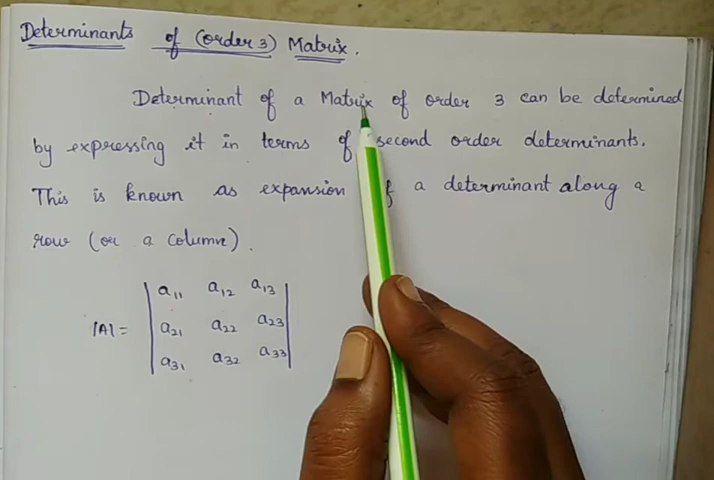 Determinants of (order 3) Matrix.
Determinant of a Matrix of order 3 can be determined
by expressing it in terms of second order determinants.
This is known as expansion of a determinant along a
row (or a column).
a11 a12 a13
|A| = a21 a22 a23
a31 a32 a33